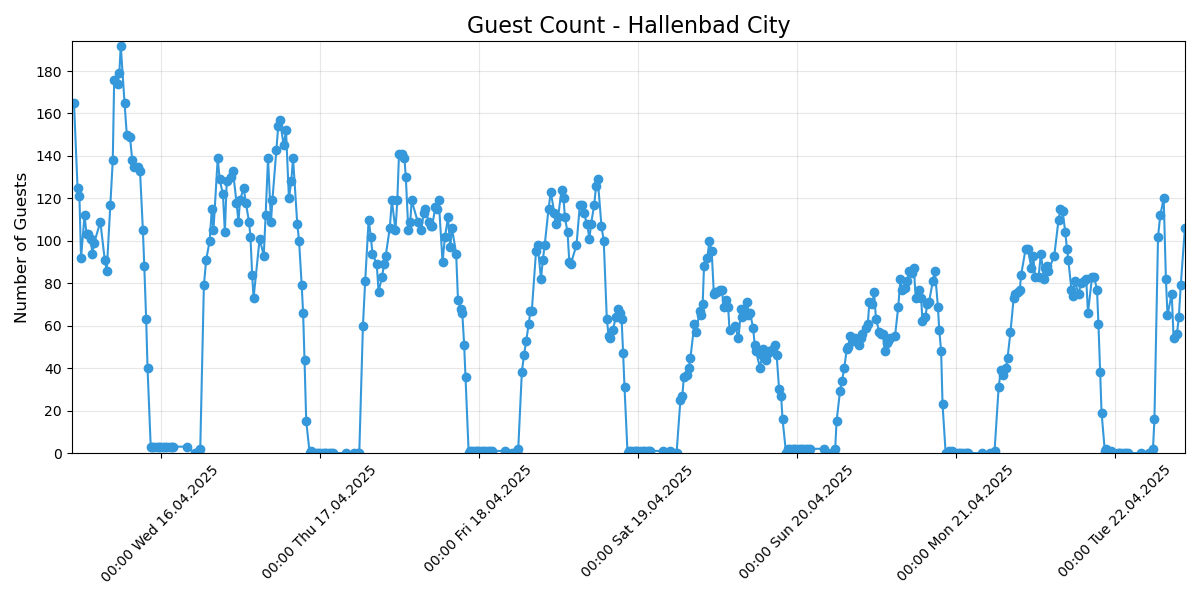 Guest Count - Hallenbad City
Number of Guests
180
160
140
120
100
80
60
40
20
0
00:00 Wed 16.04.2025
00:00 Thu 17.04.2025
00:00 Fri 18.04.2025
00:00 Sat 19.04.2025
00:00 Sun 20.04.2025
00:00 Mon 21.04.2025
00:00 Tue 22.04.2025